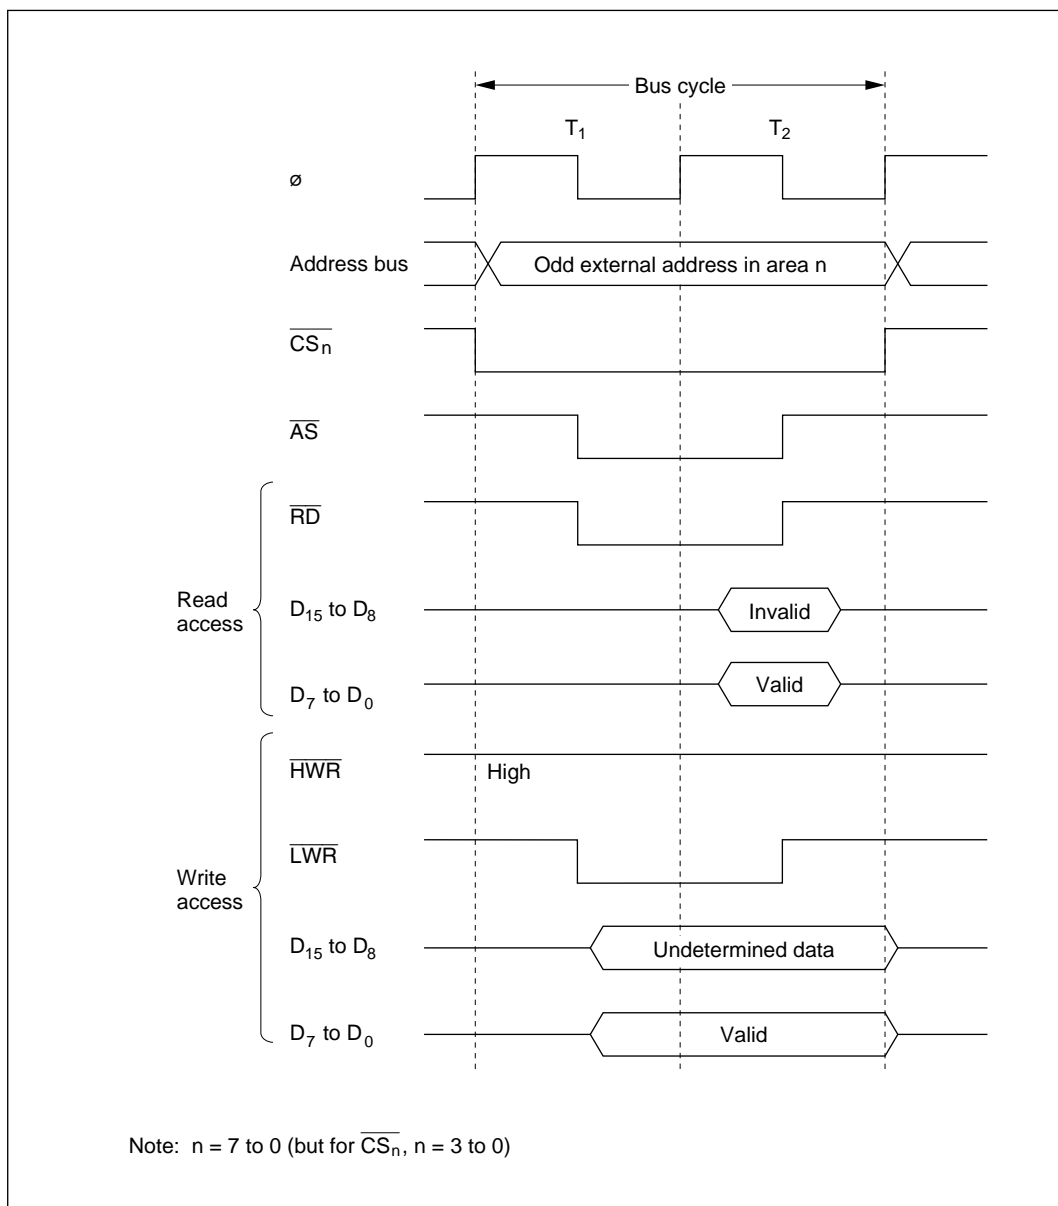 Bus cycle
T1 T2
ø
Address bus Odd external address in area n
CSn
AS
Read access
RD
D15 to D8 Invalid
D7 to D0 Valid
Write access
HWR High
LWR
D15 to D8 Undetermined data
D7 to D0 Valid
Note: n = 7 to 0 (but for CSn, n = 3 to 0)